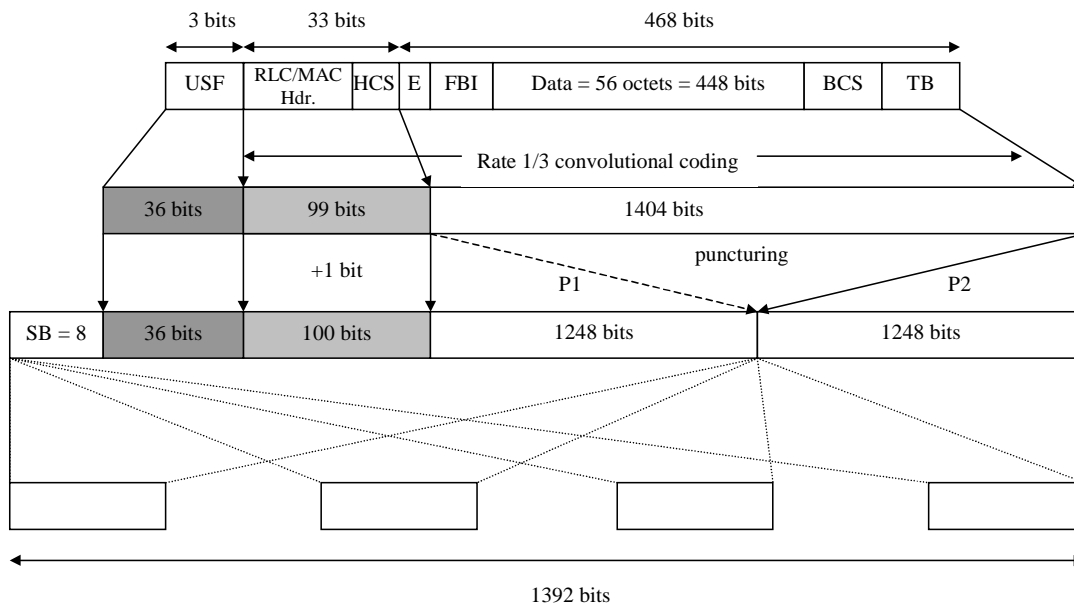 3 bits 33 bits 468 bits
USF RLC/MAC Hdr. HCS E FBI Data = 56 octets = 448 bits BCS TB
Rate 1/3 convolutional coding
36 bits 99 bits 1404 bits
+1 bit puncturing
P1 P2
SB = 8 36 bits 100 bits 1248 bits 1248 bits
1392 bits